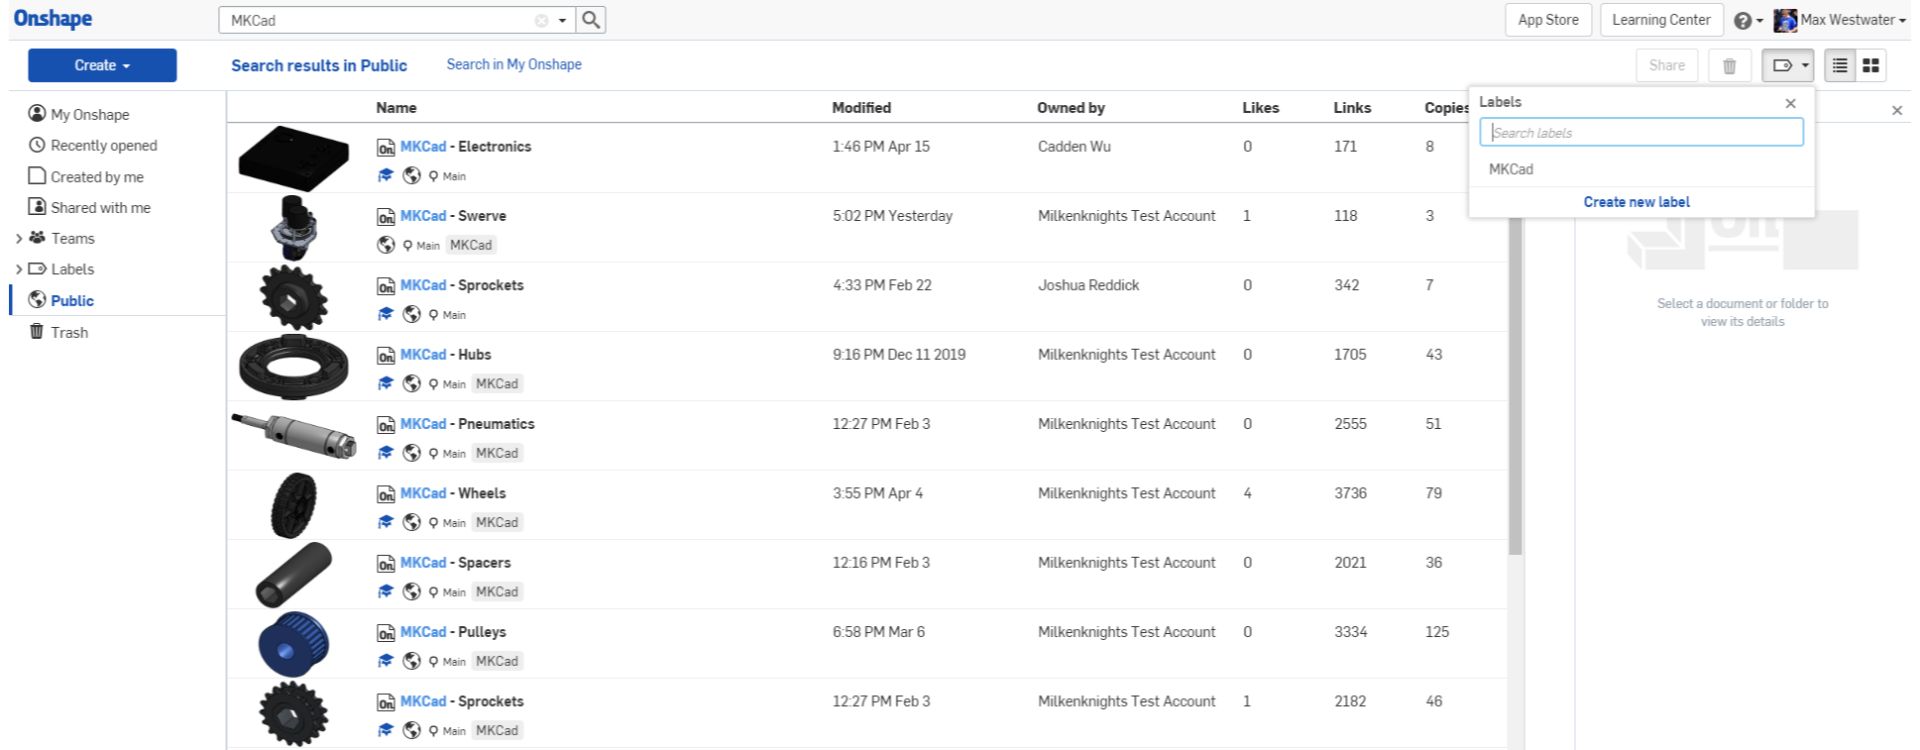 Onshape MKCad App Store Learning Center Max Westwater
Create Search results in Public Search in My Onshape Share
My Onshape
Recently opened
Created by me
Shared with me
Teams
Labels
Public
Trash
Name Modified Owned by Likes Links Copies
MKCad - Electronics 1:46 PM Apr 15 Cadden Wu 0 171 8
Main
MKCad - Swerve 5:02 PM Yesterday Milkenknights Test Account 1 118 3
Main MKCad
MKCad - Sprockets 4:33 PM Feb 22 Joshua Reddick 0 342 7
Main
MKCad - Hubs 9:16 PM Dec 11 2019 Milkenknights Test Account 0 1705 43
Main MKCad
MKCad - Pneumatics 12:27 PM Feb 3 Milkenknights Test Account 0 2555 51
Main MKCad
MKCad - Wheels 3:55 PM Apr 4 Milkenknights Test Account 4 3736 79
Main MKCad
MKCad - Spacers 12:16 PM Feb 3 Milkenknights Test Account 0 2021 36
Main MKCad
MKCad - Pulleys 6:58 PM Mar 6 Milkenknights Test Account 0 3334 125
Main MKCad
MKCad - Sprockets 12:27 PM Feb 3 Milkenknights Test Account 1 2182 46
Main MKCad
Labels
Search labels
MKCad
Create new label
Select a document or folder to
view its details